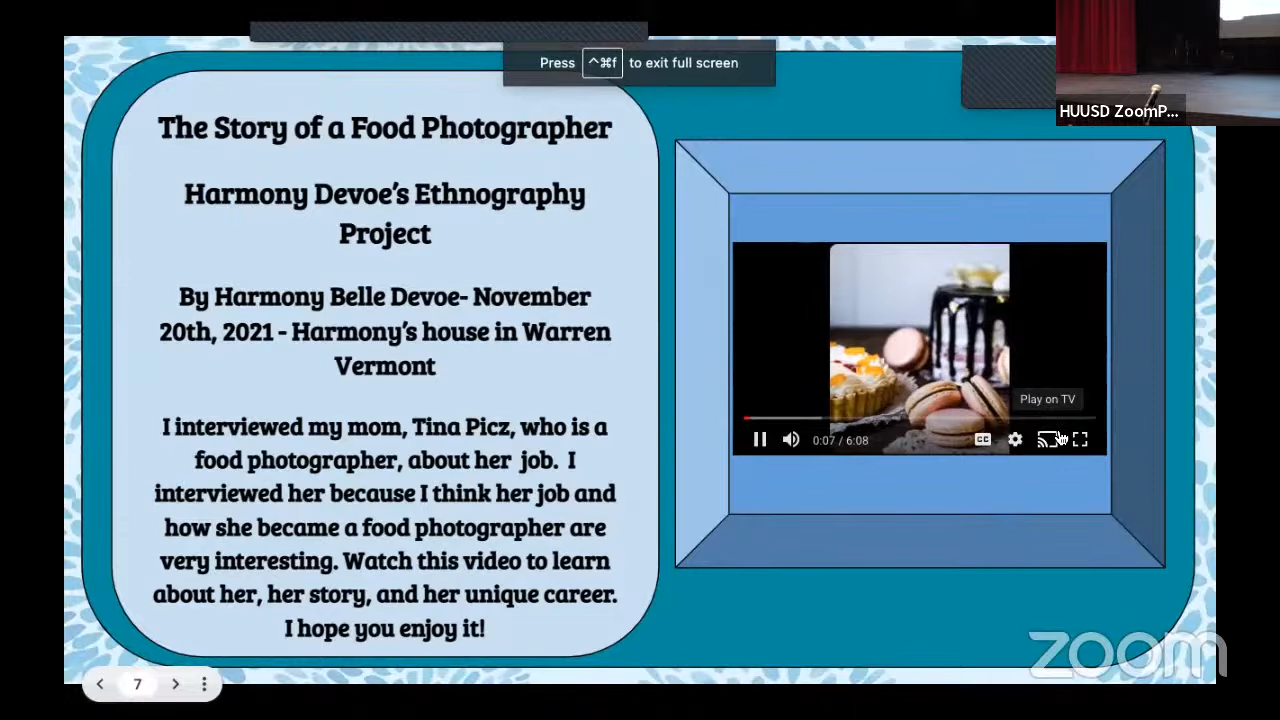 Press ^⌘f to exit full screen
HUUSD ZoomP...
The Story of a Food Photographer
Harmony Devoe's Ethnography
Project
By Harmony Belle Devoe- November
20th, 2021 - Harmony's house in Warren
Vermont
I interviewed my mom, Tina Picz, who is a
food photographer, about her job. I
interviewed her because I think her job and
how she became a food photographer are
very interesting. Watch this video to learn
about her, her story, and her unique career.
I hope you enjoy it!
Play on TV
0:07 / 6:08
CC
zoom
7